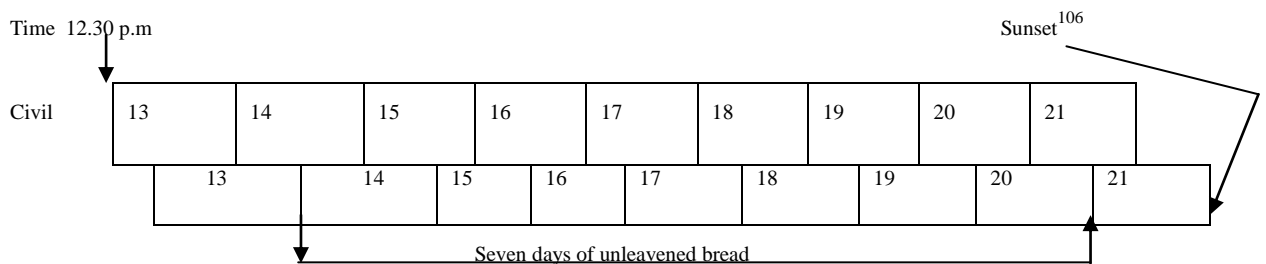 Time 12.30 p.m Sunset106
Civil 13 14 15 16 17 18 19 20 21
13 14 15 16 17 18 19 20 21
Seven days of unleavened bread